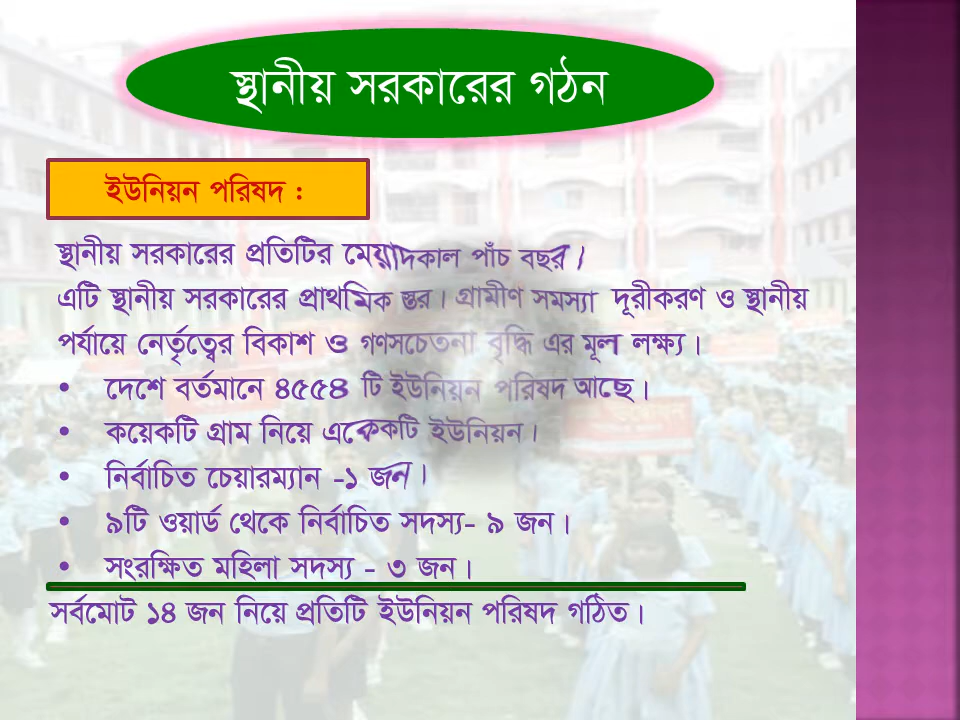 স্থানীয় সরকারের গঠন
ইউনিয়ন পরিষদ :
স্থানীয় সরকারের প্রতিটির মেয়াদকাল পাঁচ বছর।
এটি স্থানীয় সরকারের প্রাথমিক স্তর। গ্রামীণ সমস্যা দূরীকরণ ও স্থানীয়
পর্যায়ে নের্তৃত্বের বিকাশ ও গণসচেতনা বৃদ্ধি এর মূল লক্ষ্য।
• দেশে বর্তমানে ৪৫৫৪ টি ইউনিয়ন পরিষদ আছে।
• কয়েকটি গ্রাম নিয়ে একেকটি ইউনিয়ন।
• নির্বাচিত চেয়ারম্যান -১ জন।
• ৯টি ওয়ার্ড থেকে নির্বাচিত সদস্য- ৯ জন।
• সংরক্ষিত মহিলা সদস্য - ৩ জন।
সর্বমোট ১৪ জন নিয়ে প্রতিটি ইউনিয়ন পরিষদ গঠিত।